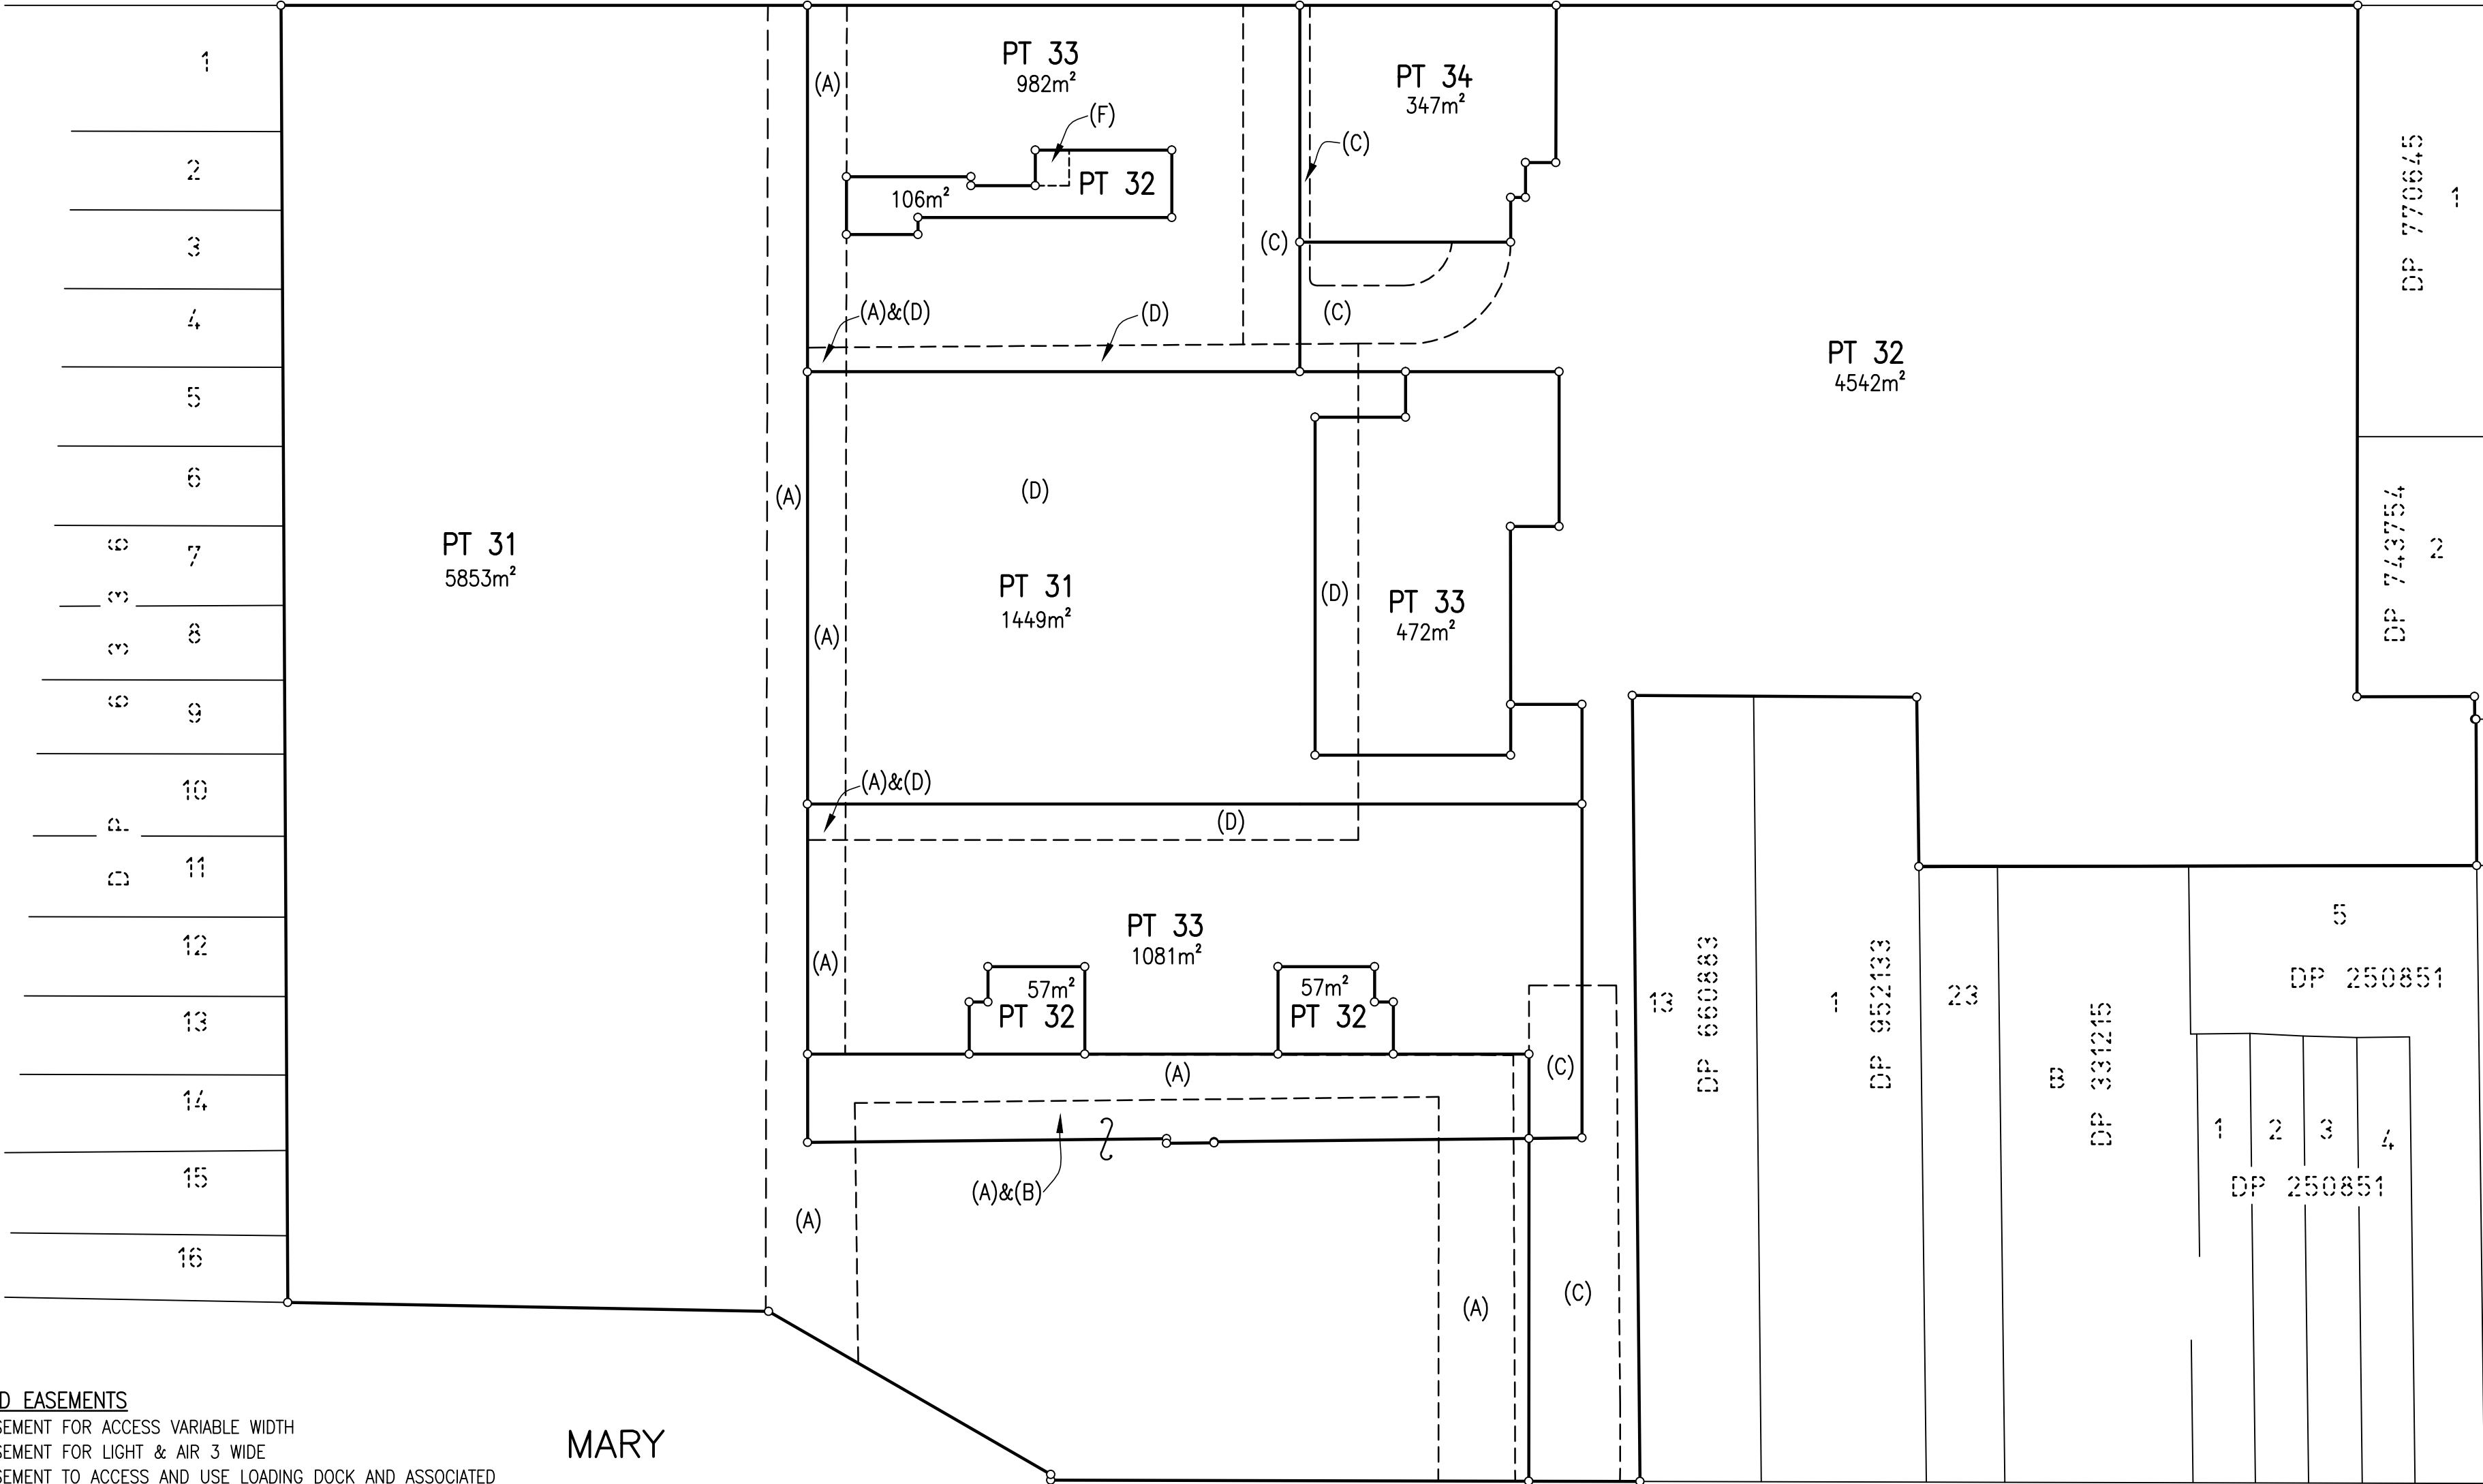 1
2
3
4
5
6
7
8
9
10
11
12
13
14
15
16
DP 6336
PT 31
5853m²
(A)
PT 33
982m²
(F)
106m²
PT 32
(A)&(D)
(D)
(C)
PT 34
347m²
(C)
(C)
(A)
(A)
(D)
PT 31
1449m²
(D)
PT 33
472m²
PT 32
4542m²
(A)&(D)
(D)
(A)
PT 33
1081m²
57m²
PT 32
57m²
PT 32
(A)
(C)
(A)&(B)
(A)
(A)
(C)
DP 770645
1
DP 743754
2
13
DP 660883
1
DP 952133
23
B
DP 331215
5
DP 250851
1
2
3
4
DP 250851
EASEMENTS
FOR ACCESS VARIABLE WIDTH
FOR LIGHT & AIR 3 WIDE
TO ACCESS AND USE LOADING DOCK AND ASSOCIATED
MARY